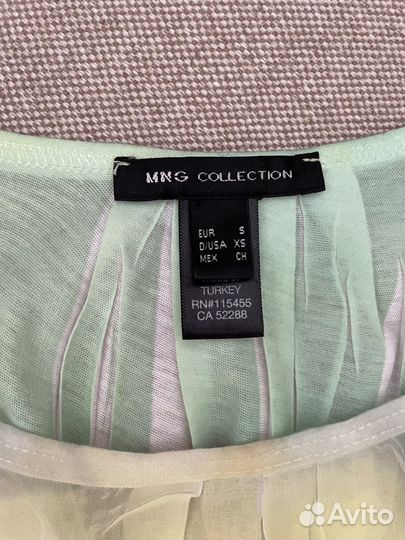 MNG COLLECTION
EUR S
D/USA XS
MEX CH
TURKEY
RN#115455
CA 52288
Avito